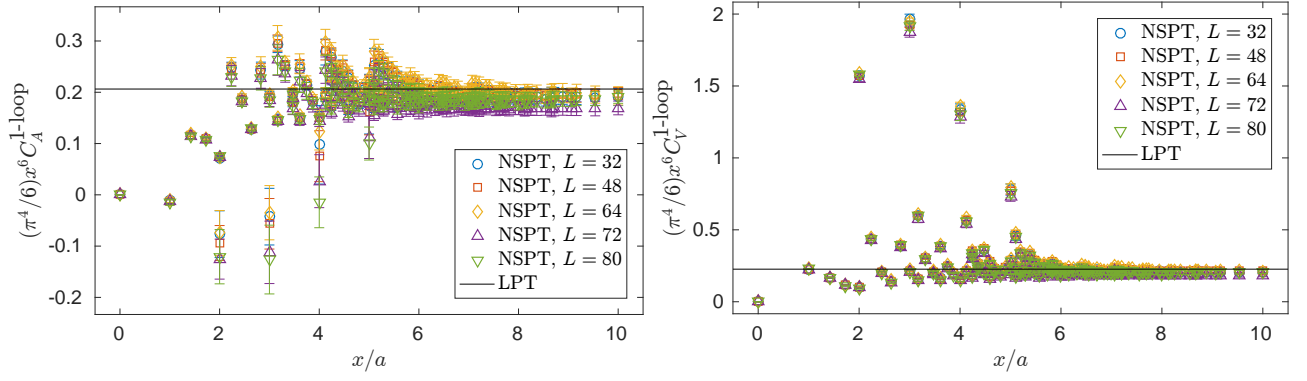 (π⁴/6)x⁶C_A^{1-loop}
0.3
0.2
0.1
0
-0.1
-0.2
0 2 4 6 8 10
x/a
NSPT, L = 32
NSPT, L = 48
NSPT, L = 64
NSPT, L = 72
NSPT, L = 80
LPT
(π⁴/6)x⁶C_V^{1-loop}
2
1.5
1
0.5
0
0 2 4 6 8 10
x/a
NSPT, L = 32
NSPT, L = 48
NSPT, L = 64
NSPT, L = 72
NSPT, L = 80
LPT